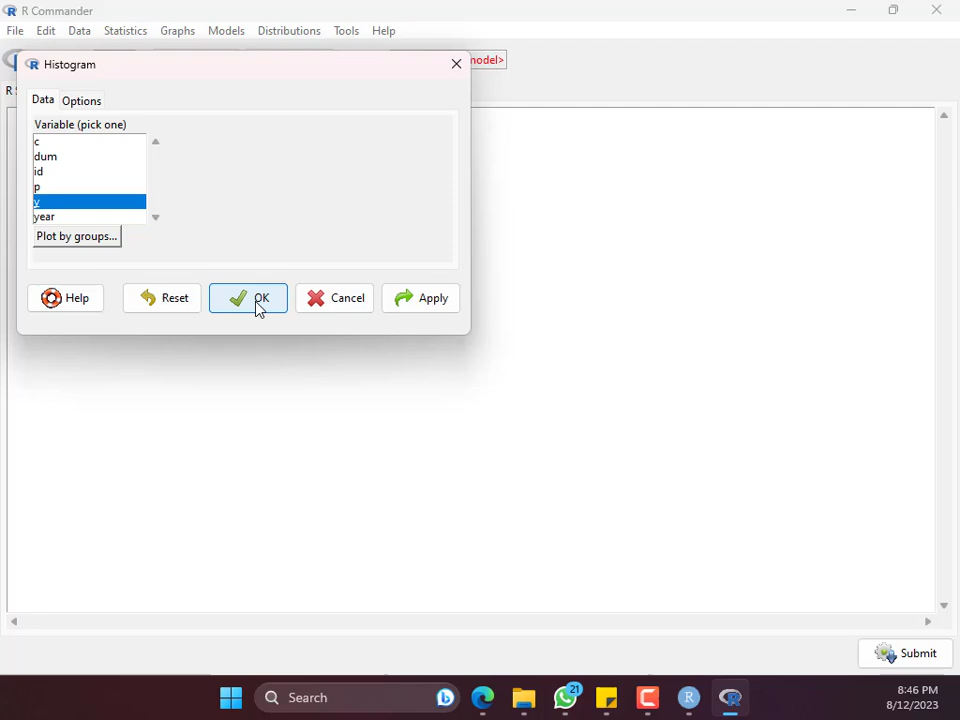 R Commander
File Edit Data Statistics Graphs Models Distributions Tools Help
Histogram
model>
Data Options
Variable (pick one)
c
dum
id
p
y
year
Plot by groups...
Help Reset OK Cancel Apply
Submit
Search
21
8:46 PM
8/12/2023